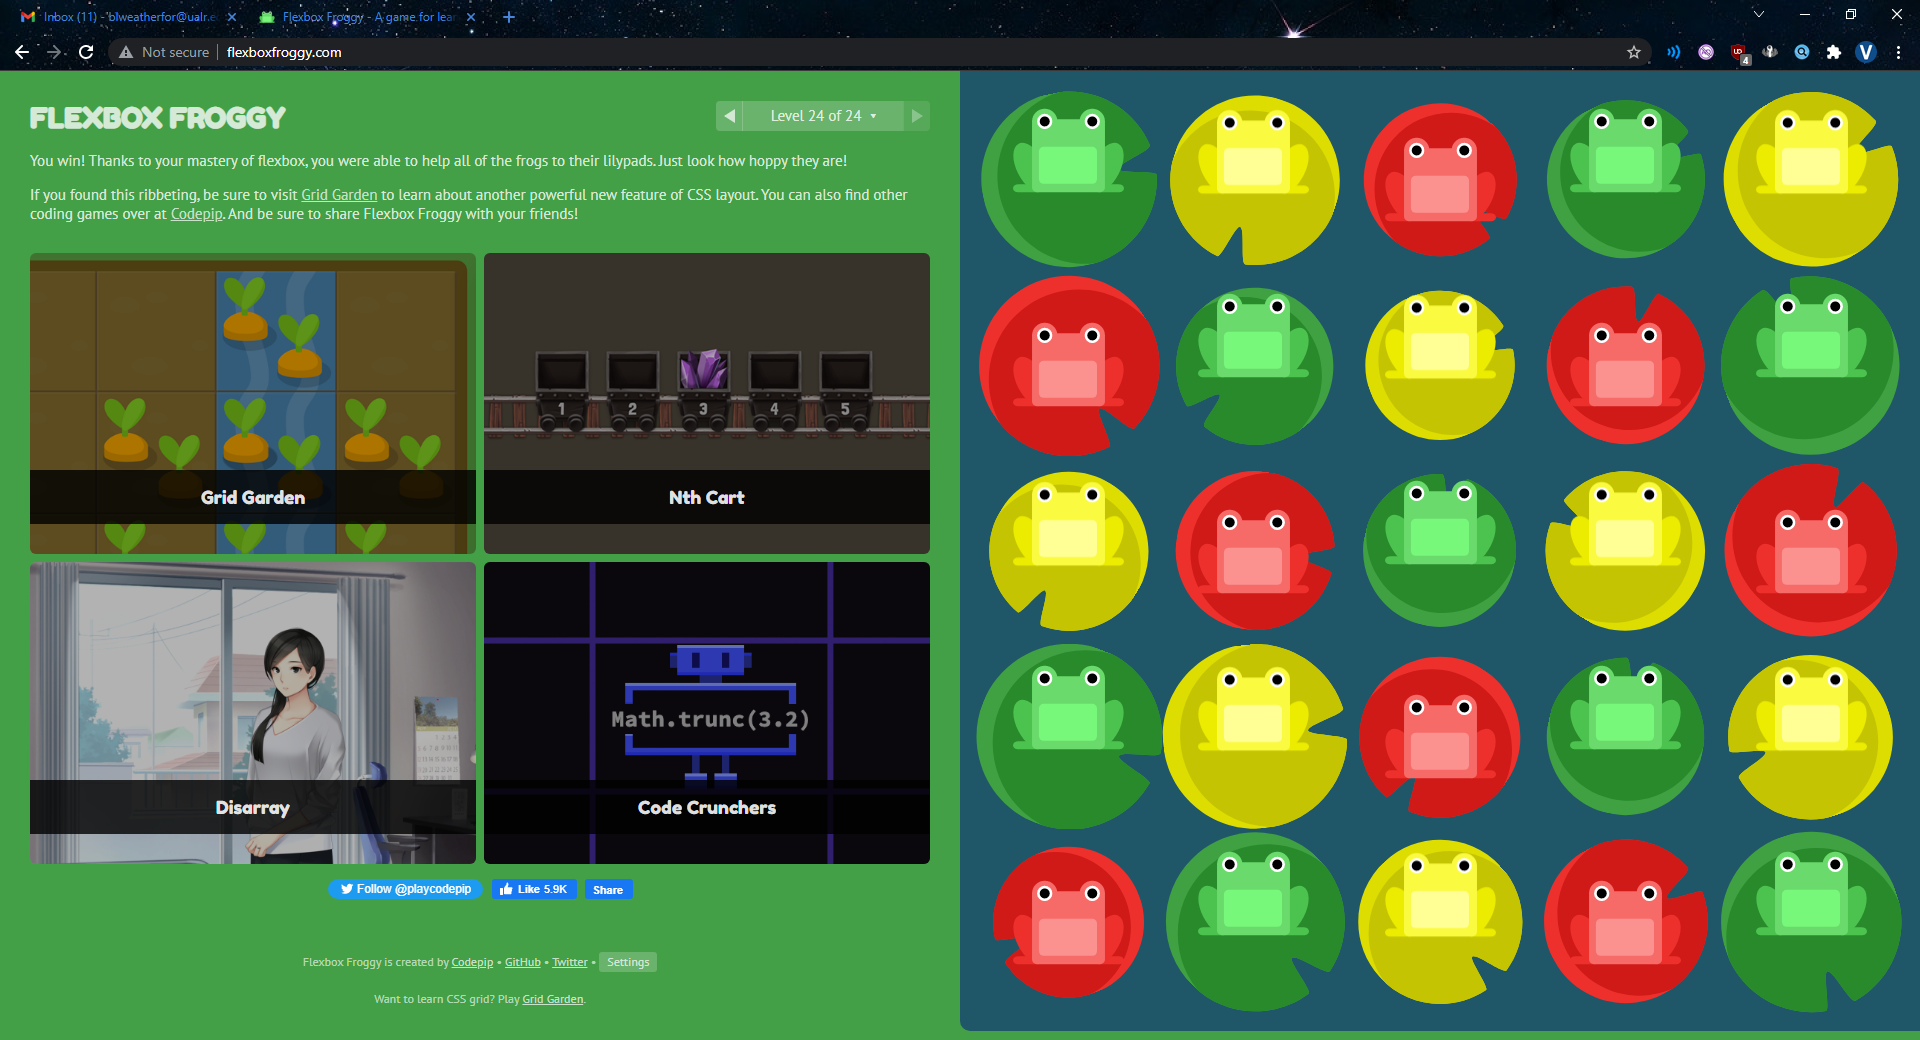 Inbox (11) - 'blweatherfor@ualr.e
Flexbox Froggy - A game for lear
Not secure
flexboxfroggy.com
4
V
FLEXBOX FROGGY
Level 24 of 24
You win! Thanks to your mastery of flexbox, you were able to help all of the frogs to their lilypads. Just look how hoppy they are!
If you found this ribbeting, be sure to visit Grid Garden to learn about another powerful new feature of CSS layout. You can also find other
coding games over at Codepip. And be sure to share Flexbox Froggy with your friends!
1 2 3 4 5
Grid Garden
Nth Cart
Math.trunc(3.2)
Disarray
Code Crunchers
Follow @playcodepip
Like 5.9K
Share
Flexbox Froggy is created by Codepip • GitHub • Twitter • Settings
Want to learn CSS grid? Play Grid Garden.